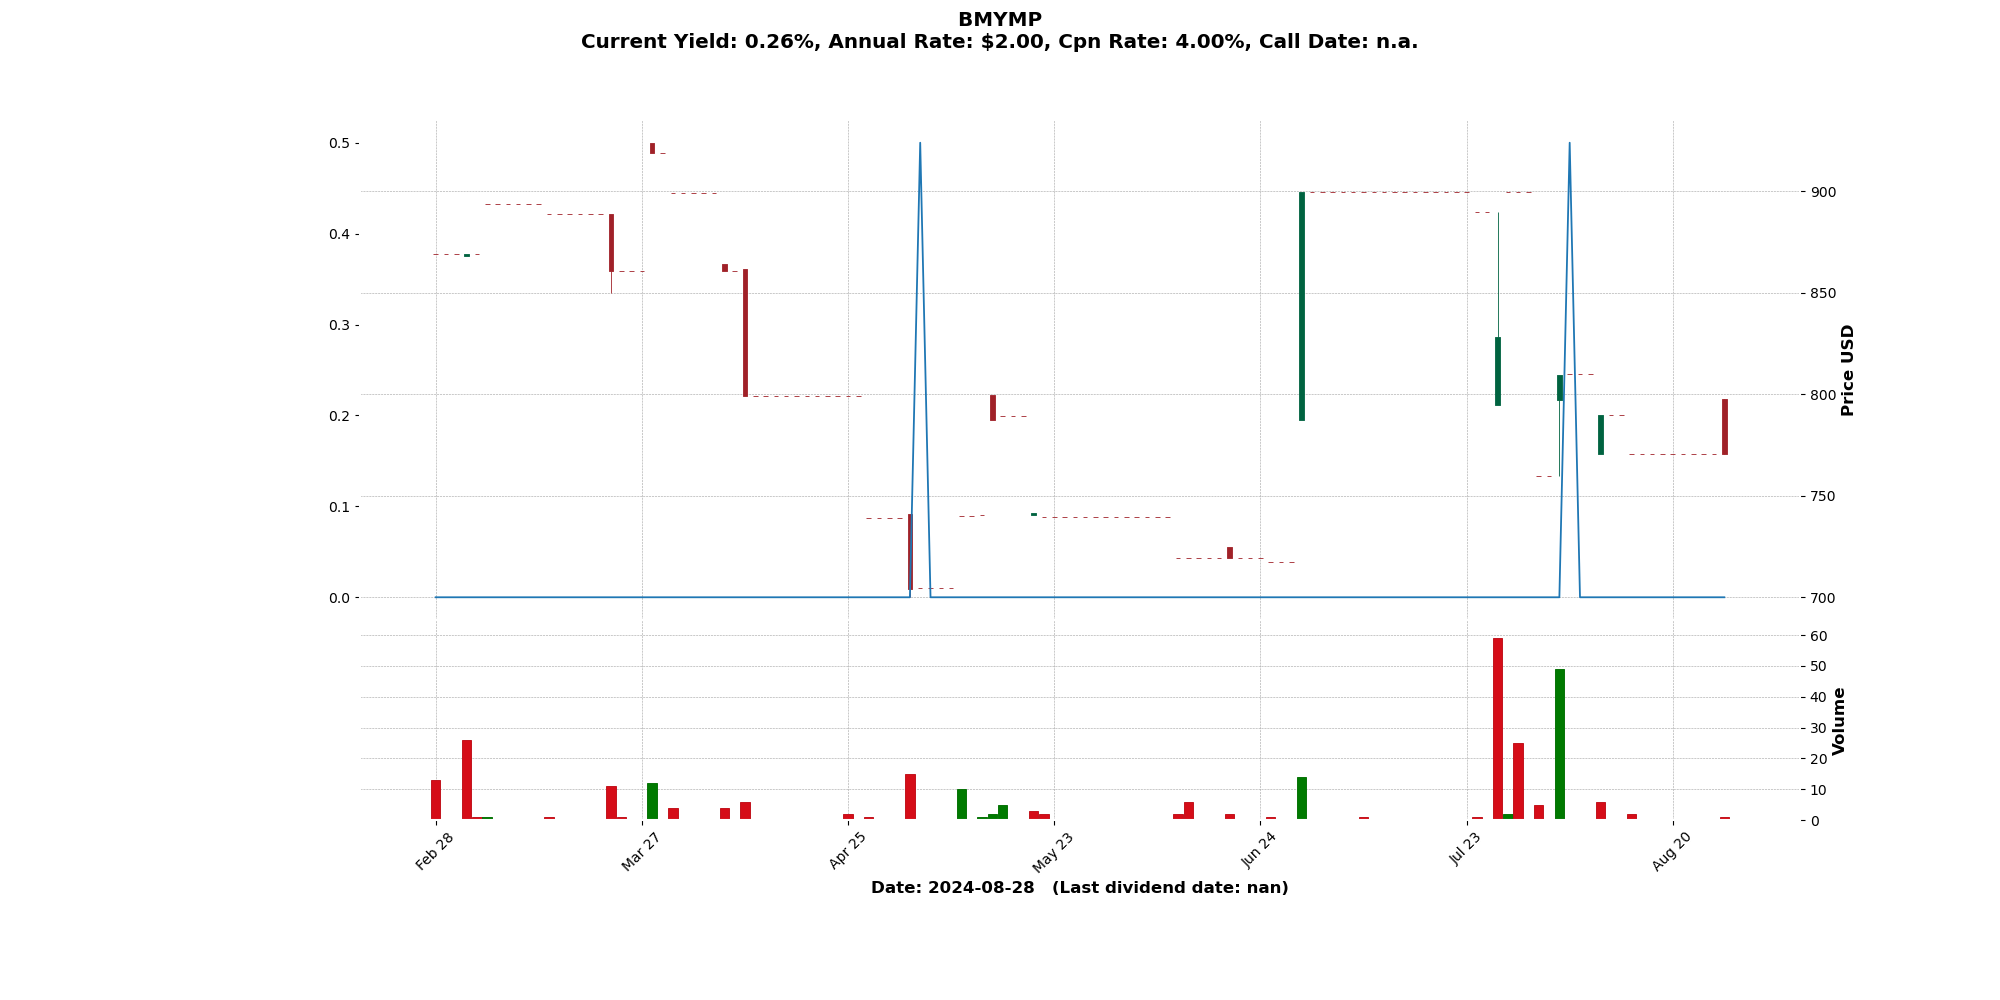 BMYMP
Current Yield: 0.26%, Annual Rate: $2.00, Cpn Rate: 4.00%, Call Date: n.a.
0.5
0.4
0.3
0.2
0.1
0.0
900
850
800
750
700
Price USD
60
50
40
30
20
10
0
Volume
Feb 28
Mar 27
Apr 25
May 23
Jun 24
Jul 23
Aug 20
Date: 2024-08-28   (Last dividend date: nan)